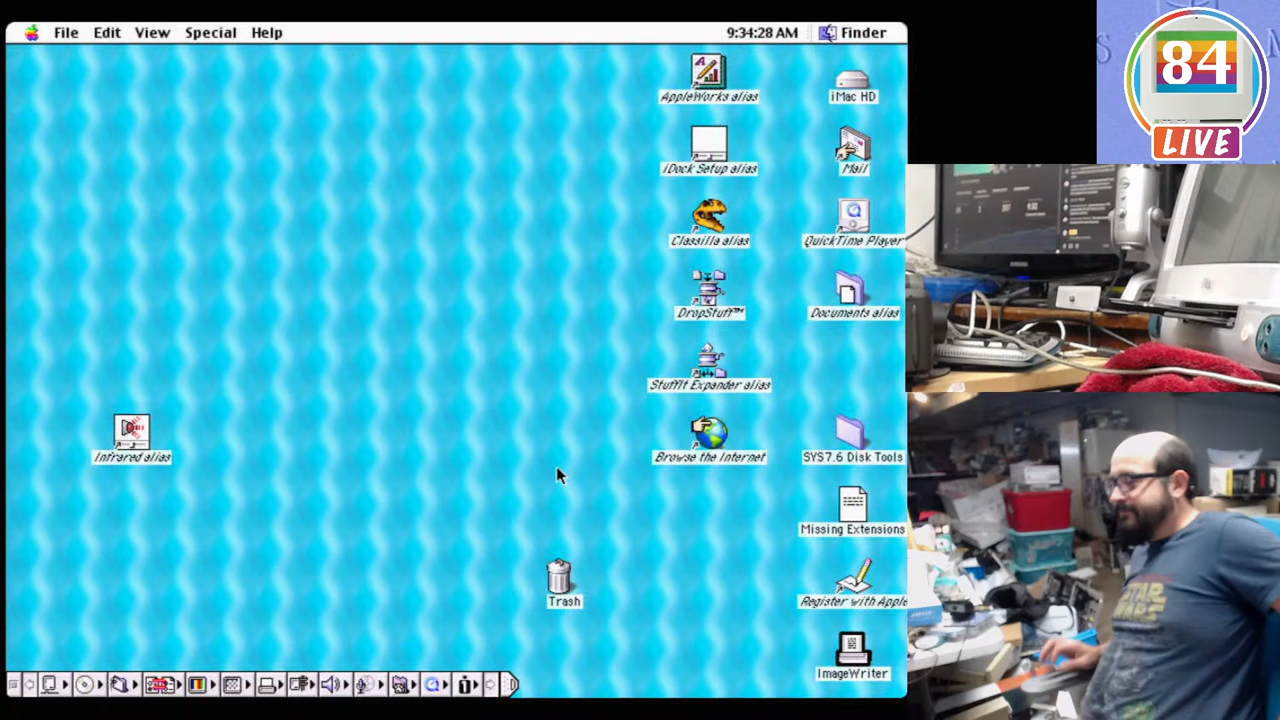 File Edit View Special Help 9:34:28 AM Finder
84
LIVE
AppleWorks alias
iMac HD
iDock Setup alias
Mail
Classilla alias
QuickTime Player
DropStuff™
Documents alias
StuffIt Expander alias
Infrared alias
Browse the Internet
SYS7.6 Disk Tools
Missing Extensions
Trash
Register with Apple
ImageWriter
STAR
WARS